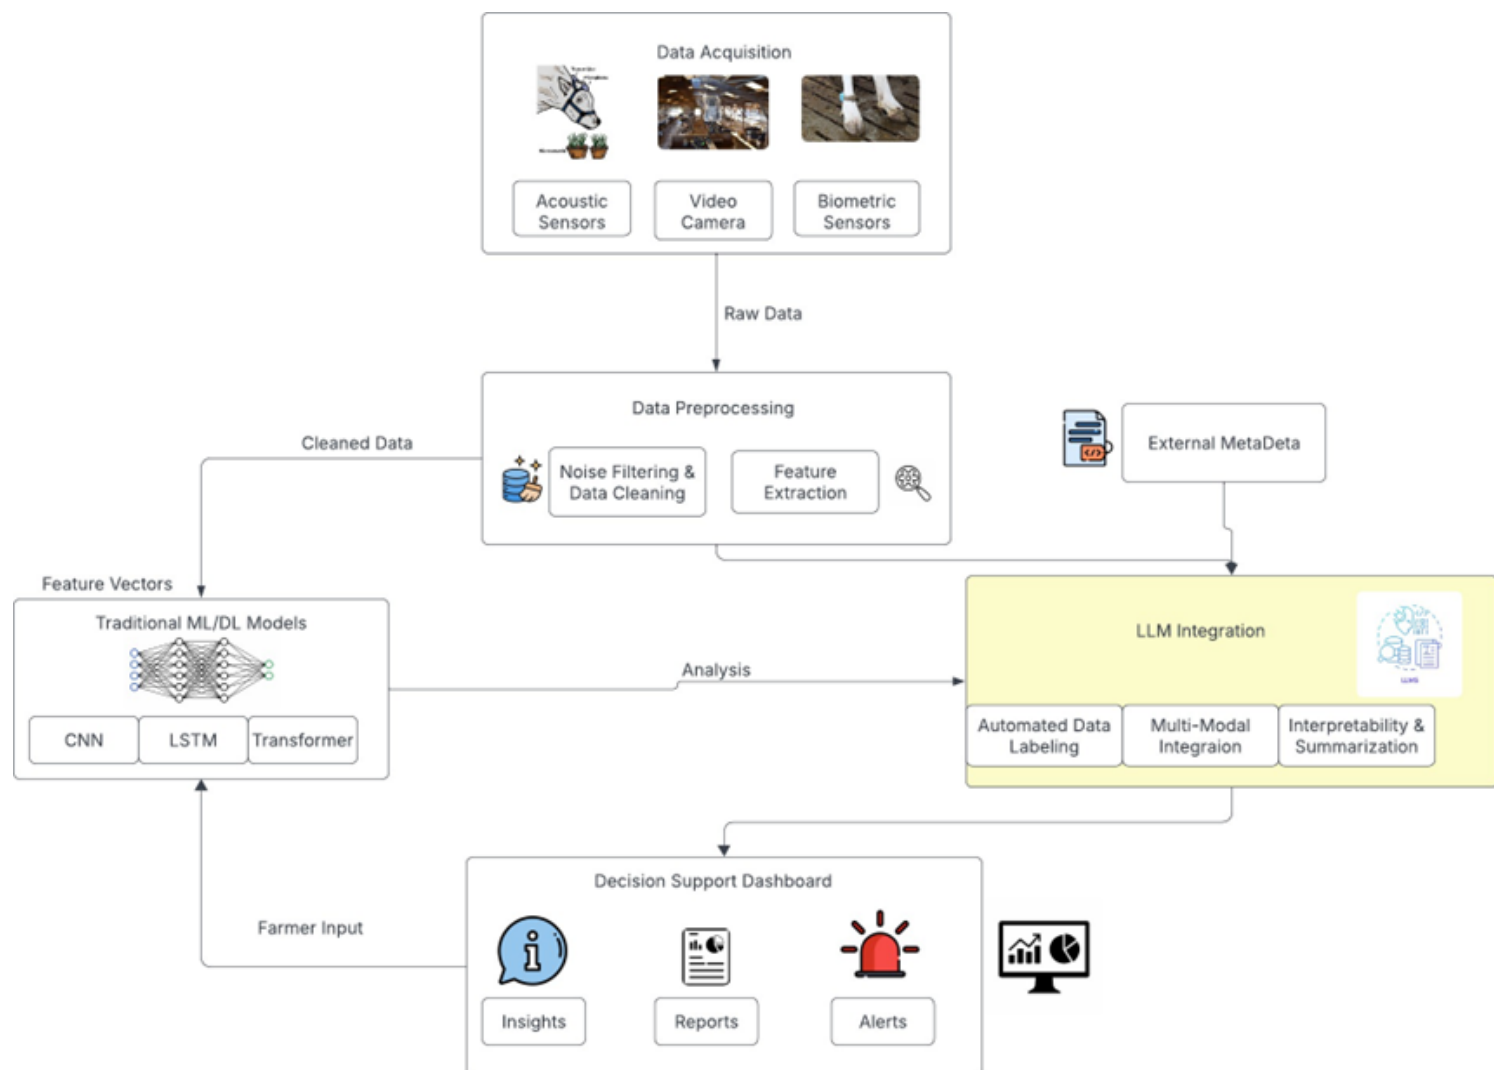 Data Acquisition
Acoustic
Sensors
Video
Camera
Biometric
Sensors
Raw Data
Data Preprocessing
Noise Filtering &
Data Cleaning
Feature
Extraction
Cleaned Data
External MetaDeta
Feature Vectors
Traditional ML/DL Models
CNN
LSTM
Transformer
Analysis
LLM Integration
LLMs
Automated Data
Labeling
Multi-Modal
Integraion
Interpretability &
Summarization
Decision Support Dashboard
Farmer Input
Insights
Reports
Alerts